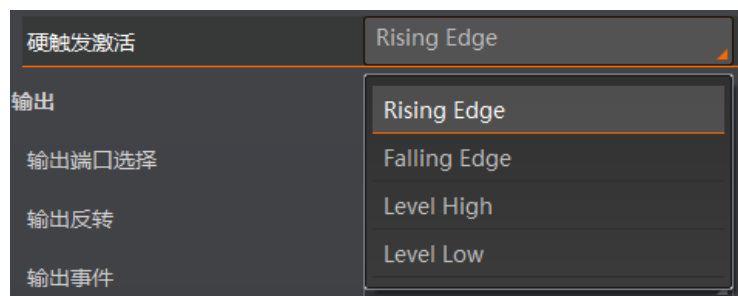 硬触发激活 Rising Edge
输出 Rising Edge
输出端口选择 Falling Edge
输出反转 Level High
输出事件 Level Low